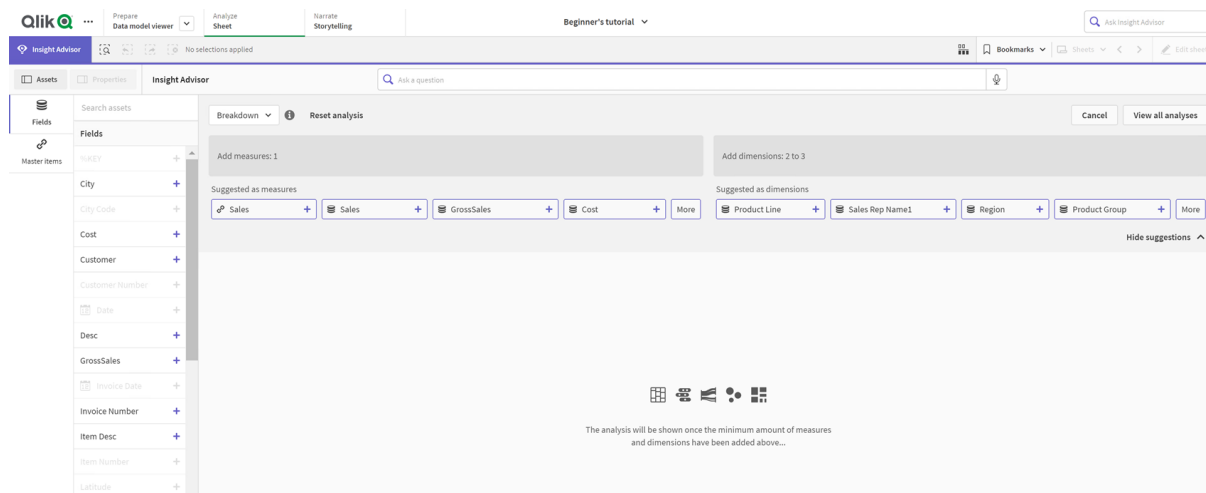 Qlik
Prepare
Data model viewer
Analyze
Sheet
Narrate
Storytelling
Beginner's tutorial
Ask Insight Advisor
Insight Advisor
No selections applied
Bookmarks
Sheets
Edit shee
Assets
Properties
Insight Advisor
Ask a question
Fields
Master items
Search assets
Fields
%KEY
City
City Code
Cost
Customer
Customer Number
Date
Desc
GrossSales
Invoice Date
Invoice Number
Item Desc
Item Number
Latitude
Breakdown
Reset analysis
Cancel
View all analyses
Add measures: 1
Add dimensions: 2 to 3
Suggested as measures
Sales
Sales
GrossSales
Cost
More
Suggested as dimensions
Product Line
Sales Rep Name1
Region
Product Group
More
Hide suggestions
The analysis will be shown once the minimum amount of measures
and dimensions have been added above...